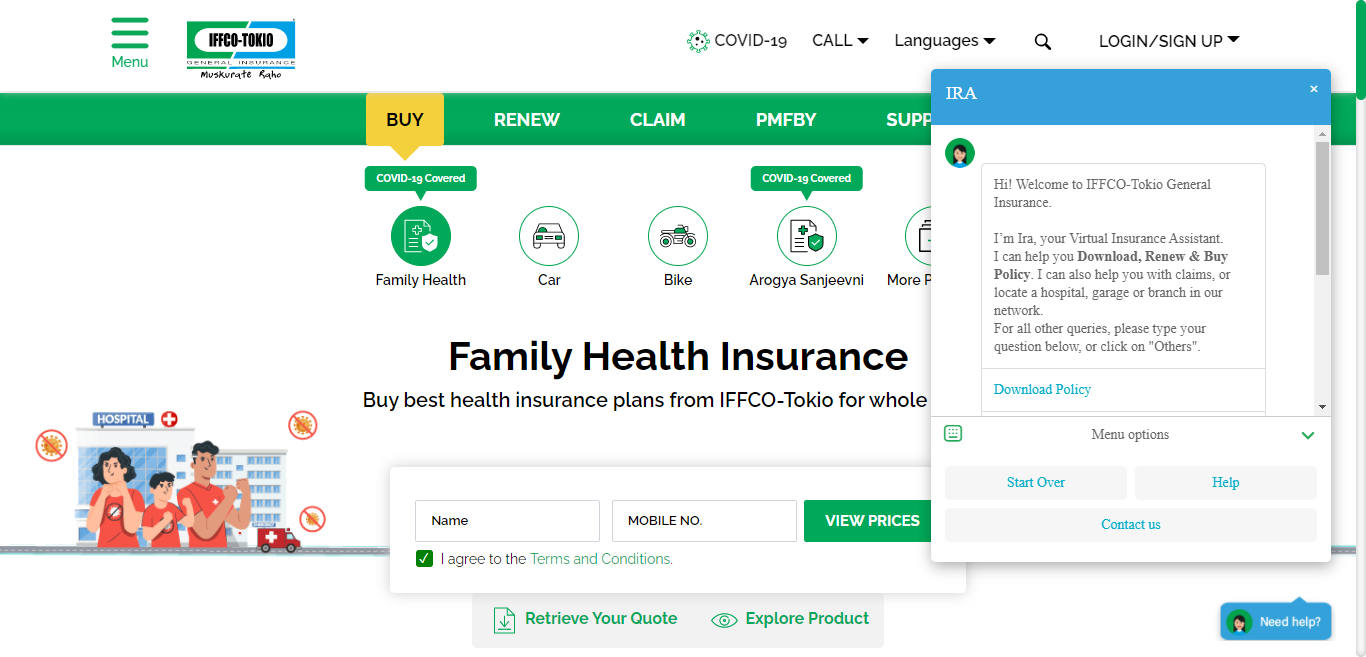 Menu
IFFCO-TOKIO
GENERAL INSURANCE
Muskurate Raho
COVID-19
CALL
Languages
LOGIN/SIGN UP
BUY
RENEW
CLAIM
PMFBY
SUPP
COVID-19 Covered
COVID-19 Covered
Family Health
Car
Bike
Arogya Sanjeevni
More P
Family Health Insurance
Buy best health insurance plans from IFFCO-Tokio for whole
HOSPITAL
Name
MOBILE NO.
VIEW PRICES
I agree to the Terms and Conditions.
Retrieve Your Quote
Explore Product
IRA
×
Hi! Welcome to IFFCO-Tokio General
Insurance.
I'm Ira, your Virtual Insurance Assistant.
I can help you Download, Renew & Buy
Policy. I can also help you with claims, or
locate a hospital, garage or branch in our
network.
For all other queries, please type your
question below, or click on "Others".
Download Policy
Menu options
Start Over
Help
Contact us
Need help?